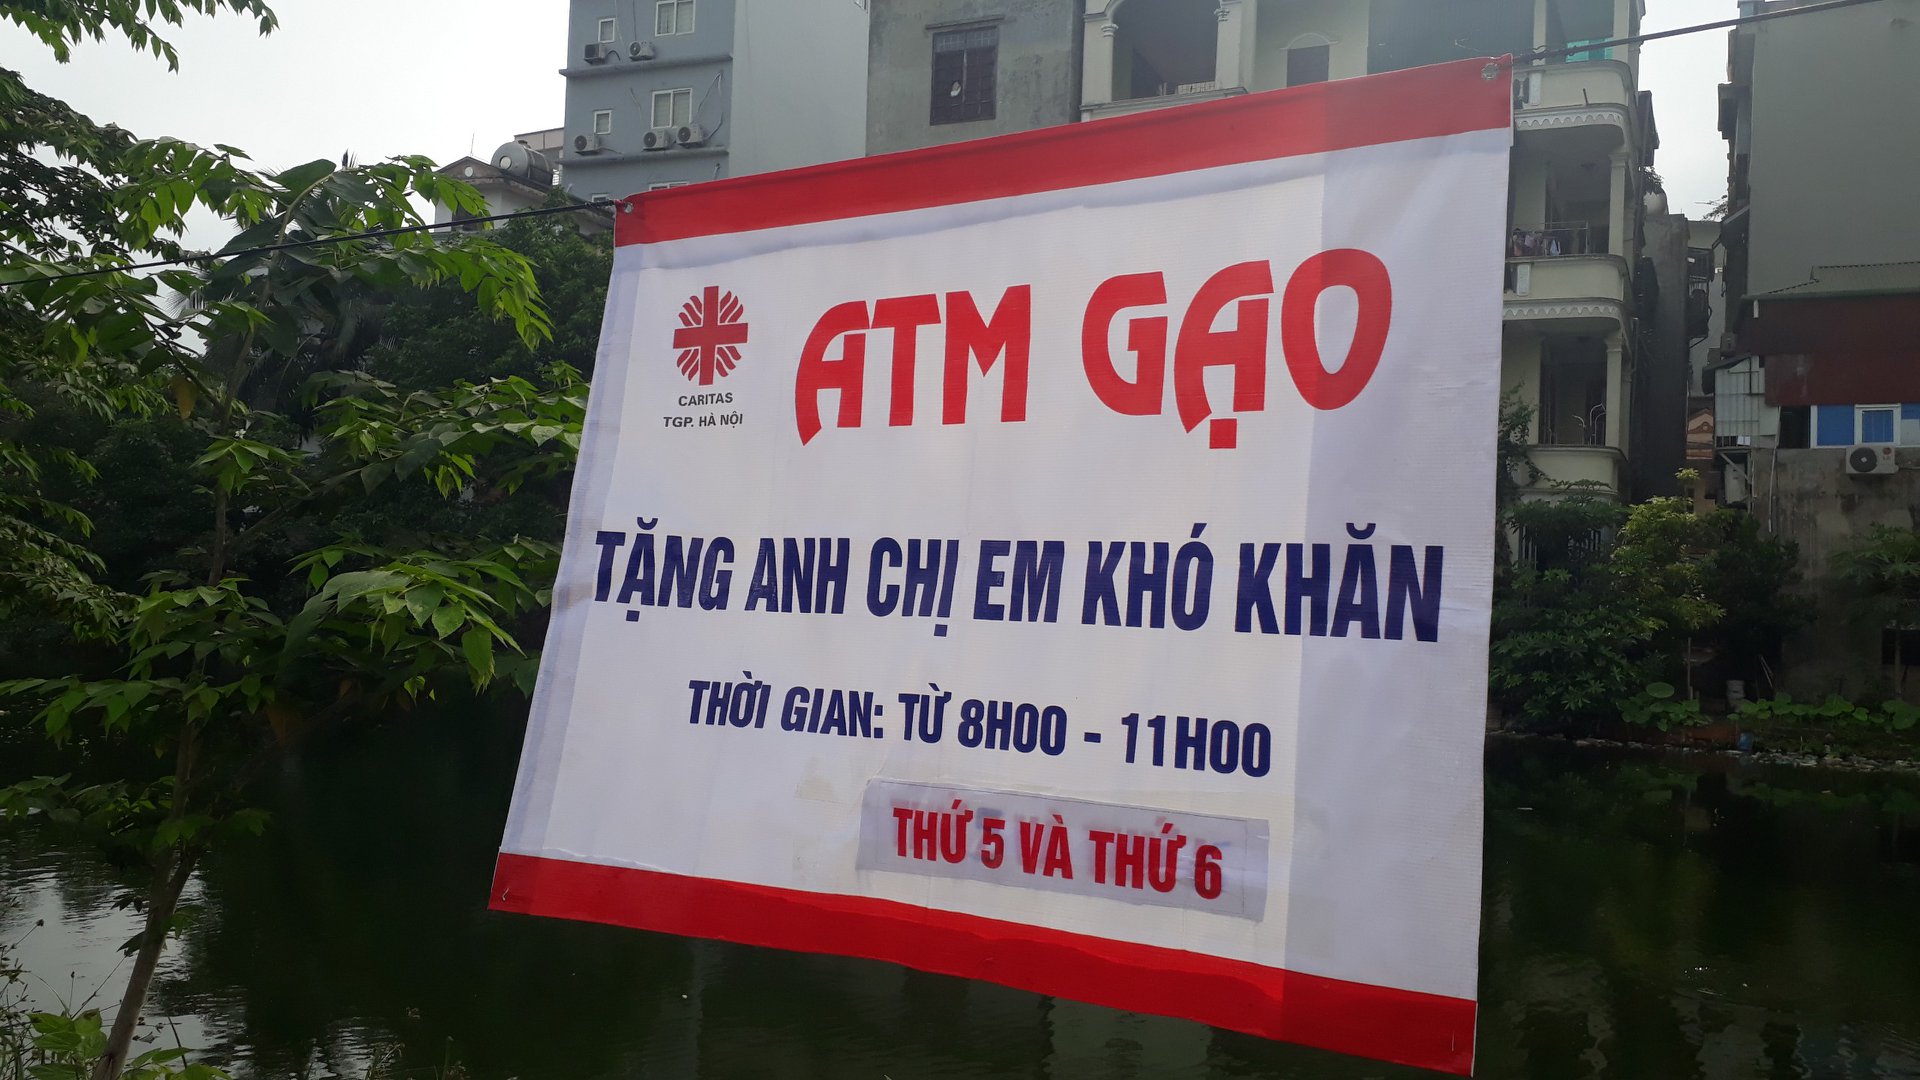 ATM GẠO
CARITAS
TGP. HÀ NỘI
TẶNG ANH CHỊ EM KHÓ KHĂN
THỜI GIAN: TỪ 8H00 - 11H00
THỨ 5 VÀ THỨ 6